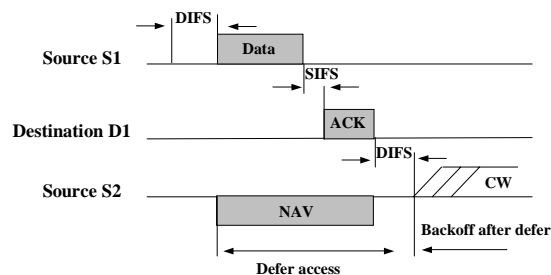 DIFS
Source S1
Data
SIFS
Destination D1
ACK
DIFS
Source S2
CW
NAV
Backoff after defer
Defer access